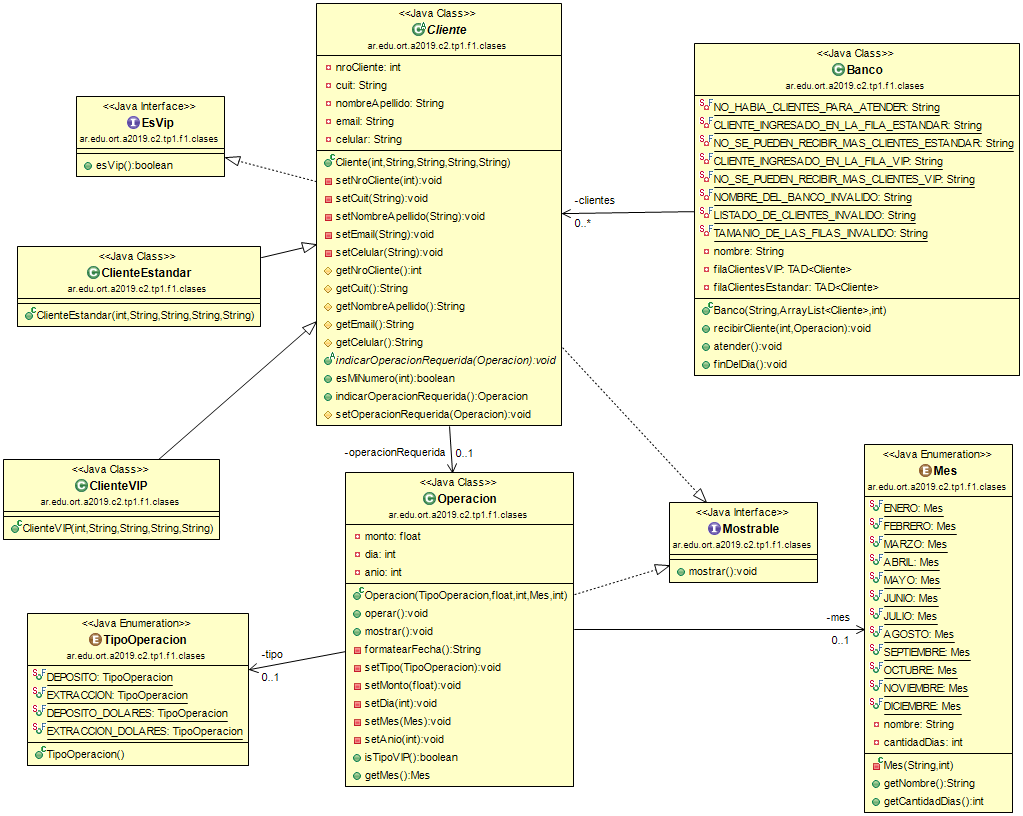 <<Java Class>>
Cliente
ar.edu.ort.a2019.c2.tp1.f1.clases
nroCliente: int
cuit: String
nombreApellido: String
email: String
celular: String
Cliente(int,String,String,String,String)
setNroCliente(int):void
setCuit(String):void
setNombreApellido(String):void
setEmail(String):void
setCelular(String):void
getNroCliente():int
getCuit():String
getNombreApellido():String
getEmail():String
getCelular():String
indicarOperacionRequerida(Operacion):void
esMiNumero(int):boolean
indicarOperacionRequerida():Operacion
setOperacionRequerida(Operacion):void
<<Java Class>>
Banco
ar.edu.ort.a2019.c2.tp1.f1.clases
NO_HABIA_CLIENTES_PARA_ATENDER: String
CLIENTE_INGRESADO_EN_LA_FILA_ESTANDAR: String
NO_SE_PUEDEN_RECIBIR_MAS_CLIENTES_ESTANDAR: String
CLIENTE_INGRESADO_EN_LA_FILA_VIP: String
NO_SE_PUEDEN_RECIBIR_MAS_CLIENTES_VIP: String
NOMBRE_DEL_BANCO_INVALIDO: String
LISTADO_DE_CLIENTES_INVALIDO: String
TAMANIO_DE_LAS_FILAS_INVALIDO: String
nombre: String
filaClientesVIP: TAD<Cliente>
filaClientesEstandar: TAD<Cliente>
Banco(String,ArrayList<Cliente>,int)
recibirCliente(int,Operacion):void
atender():void
finDelDia():void
<<Java Interface>>
EsVip
ar.edu.ort.a2019.c2.tp1.f1.clases
esVip():boolean
-clientes
0..*
<<Java Class>>
ClienteEstandar
ar.edu.ort.a2019.c2.tp1.f1.clases
ClienteEstandar(int,String,String,String,String)
<<Java Class>>
ClienteVIP
ar.edu.ort.a2019.c2.tp1.f1.clases
ClienteVIP(int,String,String,String,String)
-operacionRequerida
0..1
<<Java Class>>
Operacion
ar.edu.ort.a2019.c2.tp1.f1.clases
monto: float
dia: int
anio: int
Operacion(TipoOperacion,float,int,Mes,int)
operar():void
mostrar():void
formatearFecha():String
setTipo(TipoOperacion):void
setMonto(float):void
setDia(int):void
setMes(Mes):void
setAnio(int):void
isTipoVIP():boolean
getMes():Mes
<<Java Interface>>
Mostrable
ar.edu.ort.a2019.c2.tp1.f1.clases
mostrar():void
<<Java Enumeration>>
Mes
ar.edu.ort.a2019.c2.tp1.f1.clases
ENERO: Mes
FEBRERO: Mes
MARZO: Mes
ABRIL: Mes
MAYO: Mes
JUNIO: Mes
JULIO: Mes
AGOSTO: Mes
SEPTIEMBRE: Mes
OCTUBRE: Mes
NOVIEMBRE: Mes
DICIEMBRE: Mes
nombre: String
cantidadDias: int
Mes(String,int)
getNombre():String
getCantidadDias():int
-mes
0..1
<<Java Enumeration>>
TipoOperacion
ar.edu.ort.a2019.c2.tp1.f1.clases
DEPOSITO: TipoOperacion
EXTRACCION: TipoOperacion
DEPOSITO_DOLARES: TipoOperacion
EXTRACCION_DOLARES: TipoOperacion
TipoOperacion()
-tipo
0..1